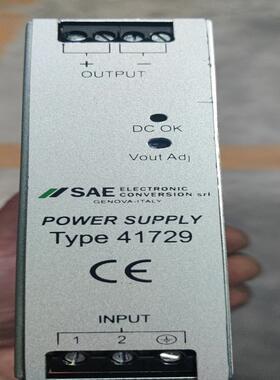 + −
OUTPUT
DC OK
Vout Adj
SAE ELECTRONIC CONVERSION srl
GENOVA-ITALY
POWER SUPPLY
Type 41729
CE
INPUT
1 2